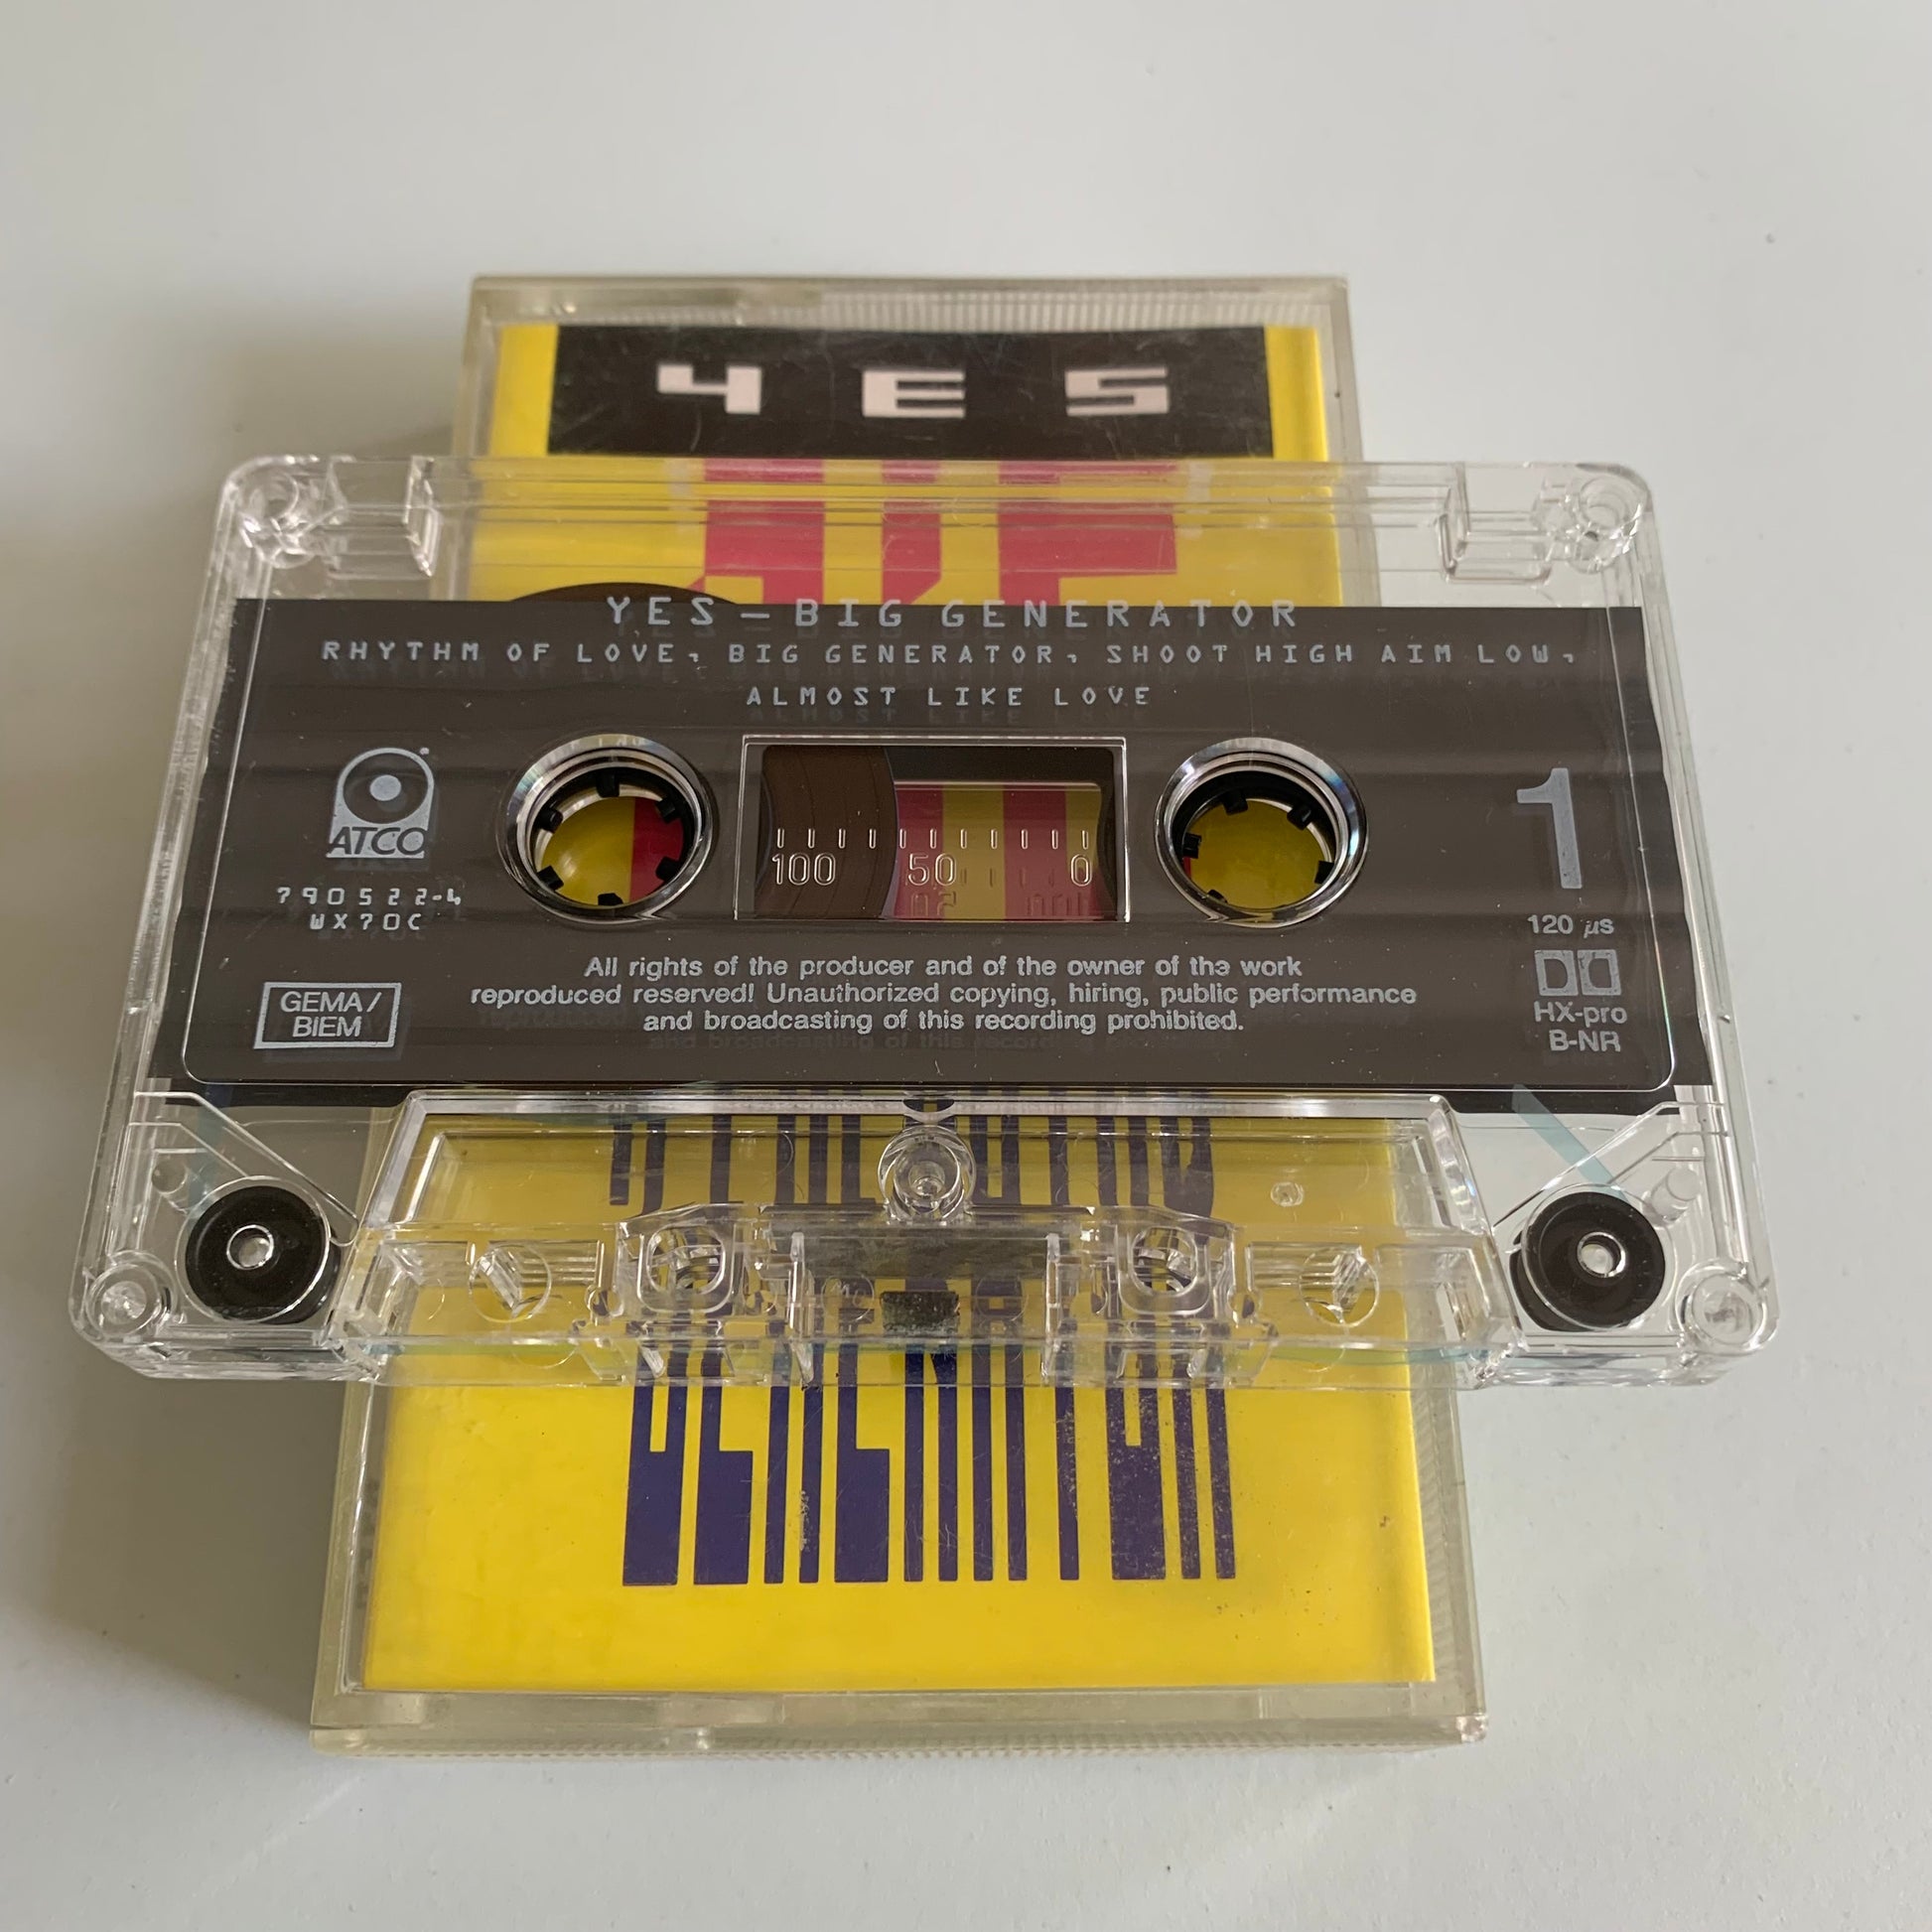 YES
YES — BIG GENERATOR
RHYTHM OF LOVE, BIG GENERATOR, SHOOT HIGH AIM LOW,
ALMOST LIKE LOVE
ATCO
790522-4
WX70C
GEMA/
BIEM
100 50 0
1
120 µs
HX-pro
B-NR
All rights of the producer and of the owner of the work
reproduced reserved! Unauthorized copying, hiring, public performance
and broadcasting of this recording prohibited.
GENERATOR